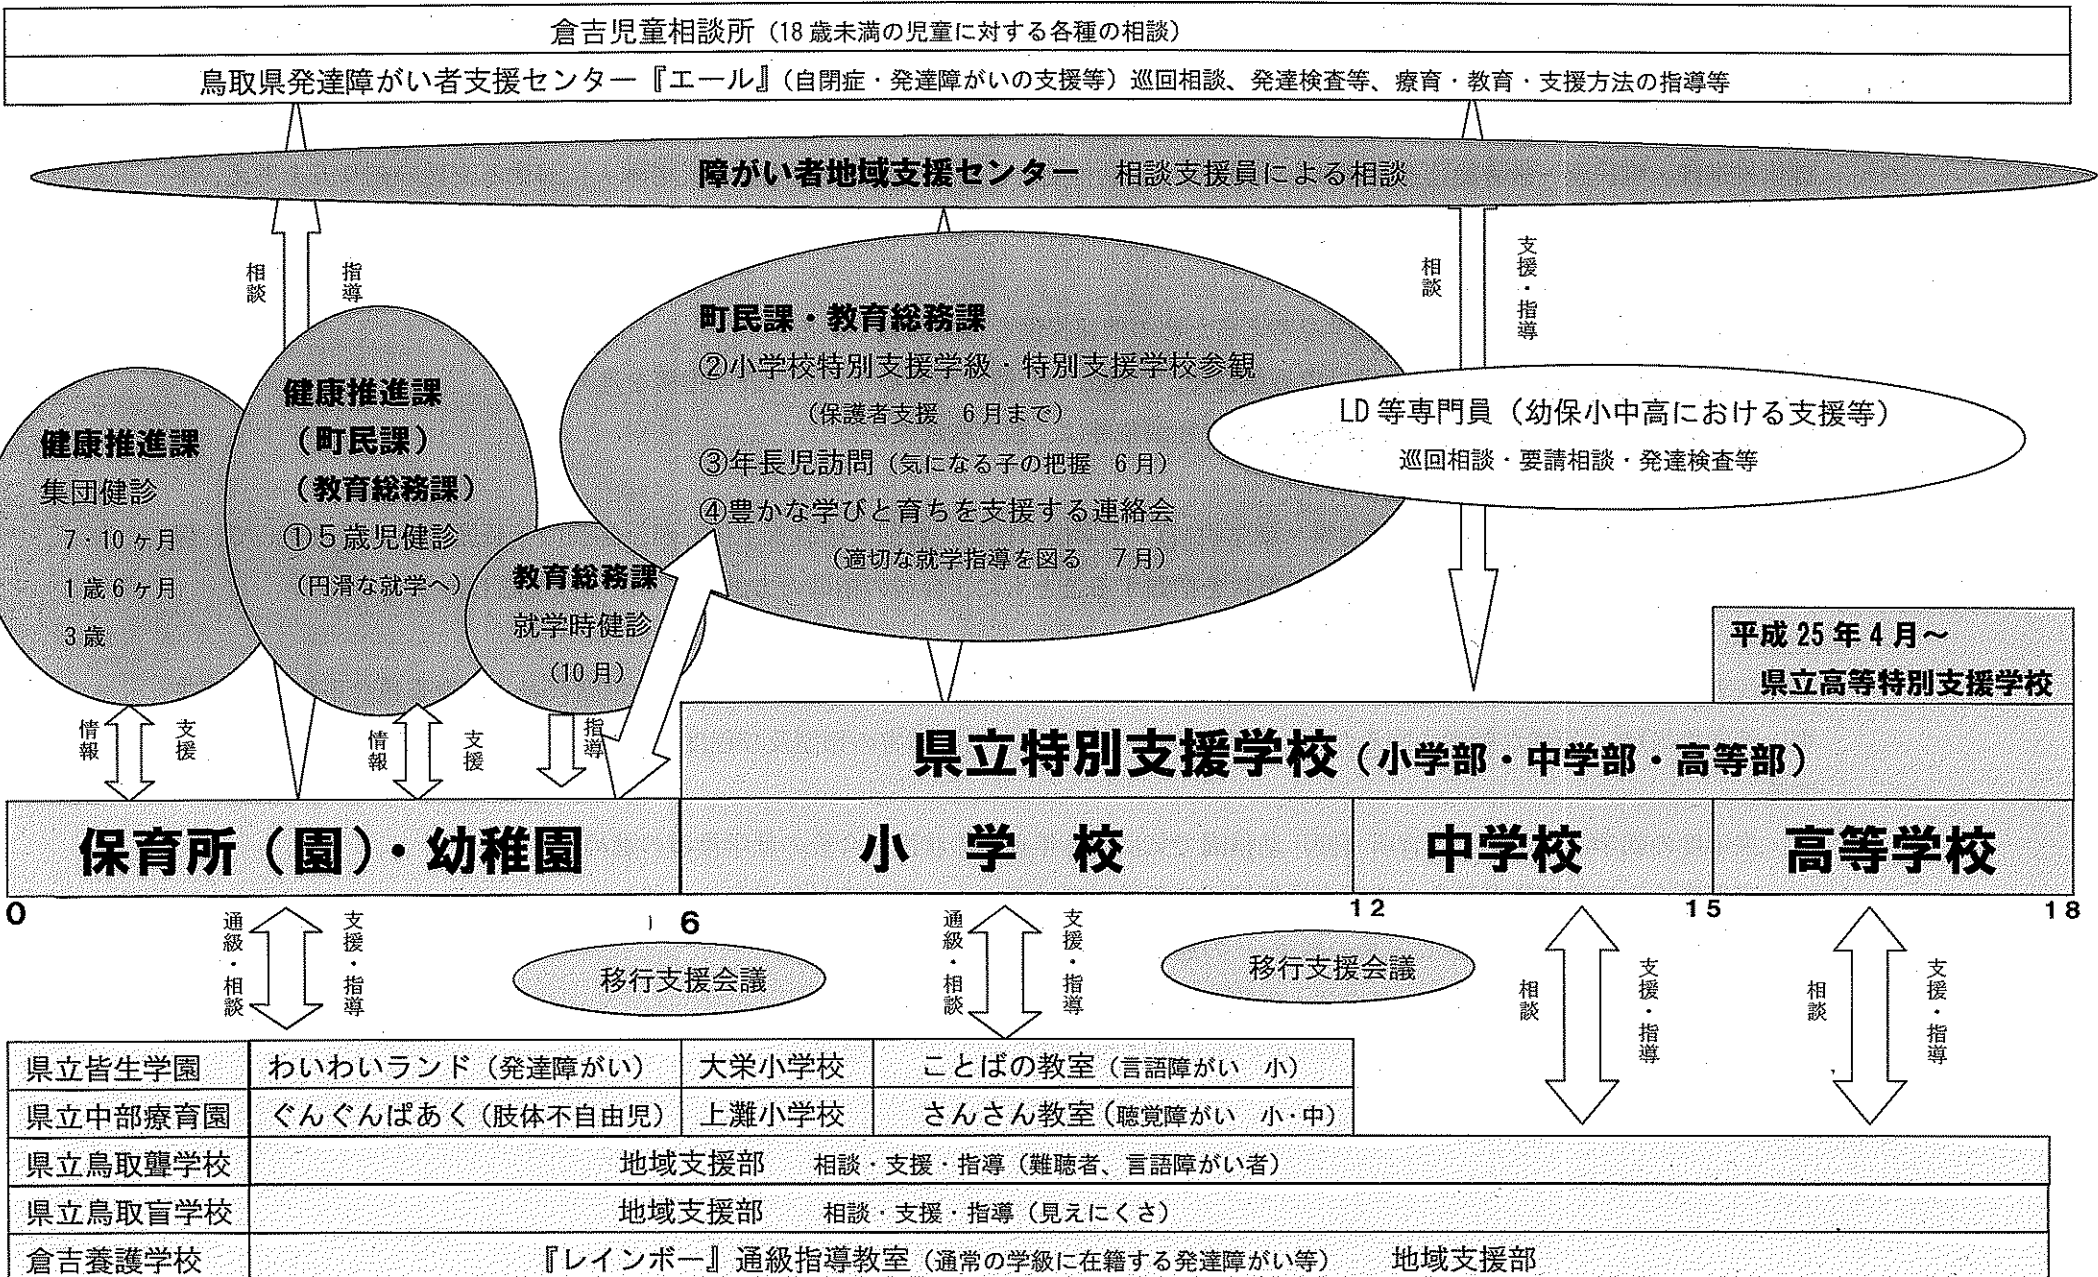 倉吉児童相談所（18歳未満の児童に対する各種の相談）
鳥取県発達障がい者支援センター『エール』（自閉症・発達障がいの支援等）巡回相談、発達検査等、療育・教育・支援方法の指導等
障がい者地域支援センター　相談支援員による相談
相談
指導
相談
支援・指導
健康推進課
集団健診
7・10ヶ月
1歳6ヶ月
3歳
健康推進課
（町民課）
（教育総務課）
①5歳児健診
（円滑な就学へ）
教育総務課
就学時健診
（10月）
町民課・教育総務課
②小学校特別支援学級・特別支援学校参観
（保護者支援　6月まで）
③年長児訪問（気になる子の把握　6月）
④豊かな学びと育ちを支援する連絡会
（適切な就学指導を図る　7月）
LD等専門員（幼保小中高における支援等）
巡回相談・要請相談・発達検査等
平成25年4月～
県立高等特別支援学校
情報
支援
情報
支援
指導
県立特別支援学校（小学部・中学部・高等部）
保育所（園）・幼稚園
小　学　校
中学校
高等学校
0
6
12
15
18
通級・相談
支援・指導
移行支援会議
通級・相談
支援・指導
移行支援会議
相談
支援・指導
相談
支援・指導
県立皆生学園　わいわいランド（発達障がい）　大栄小学校　ことばの教室（言語障がい　小）
県立中部療育園　ぐんぐんぱあく（肢体不自由児）　上灘小学校　さんさん教室（聴覚障がい　小・中）
県立鳥取聾学校　地域支援部　相談・支援・指導（難聴者、言語障がい者）
県立鳥取盲学校　地域支援部　相談・支援・指導（見えにくさ）
倉吉養護学校　『レインボー』通級指導教室（通常の学級に在籍する発達障がい等）　地域支援部